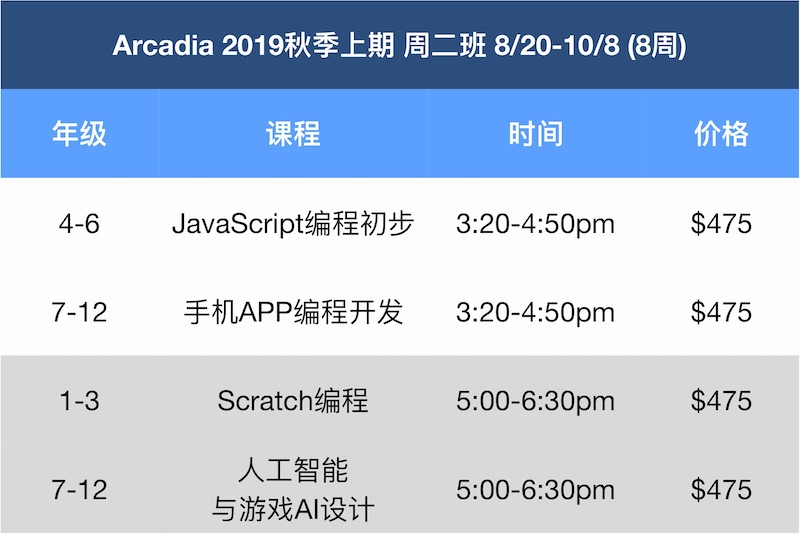 Arcadia 2019秋季上期 周二班 8/20-10/8 (8周)
年级 课程 时间 价格
4-6 JavaScript编程初步 3:20-4:50pm $475
7-12 手机APP编程开发 3:20-4:50pm $475
1-3 Scratch编程 5:00-6:30pm $475
7-12 人工智能 5:00-6:30pm $475
与游戏AI设计